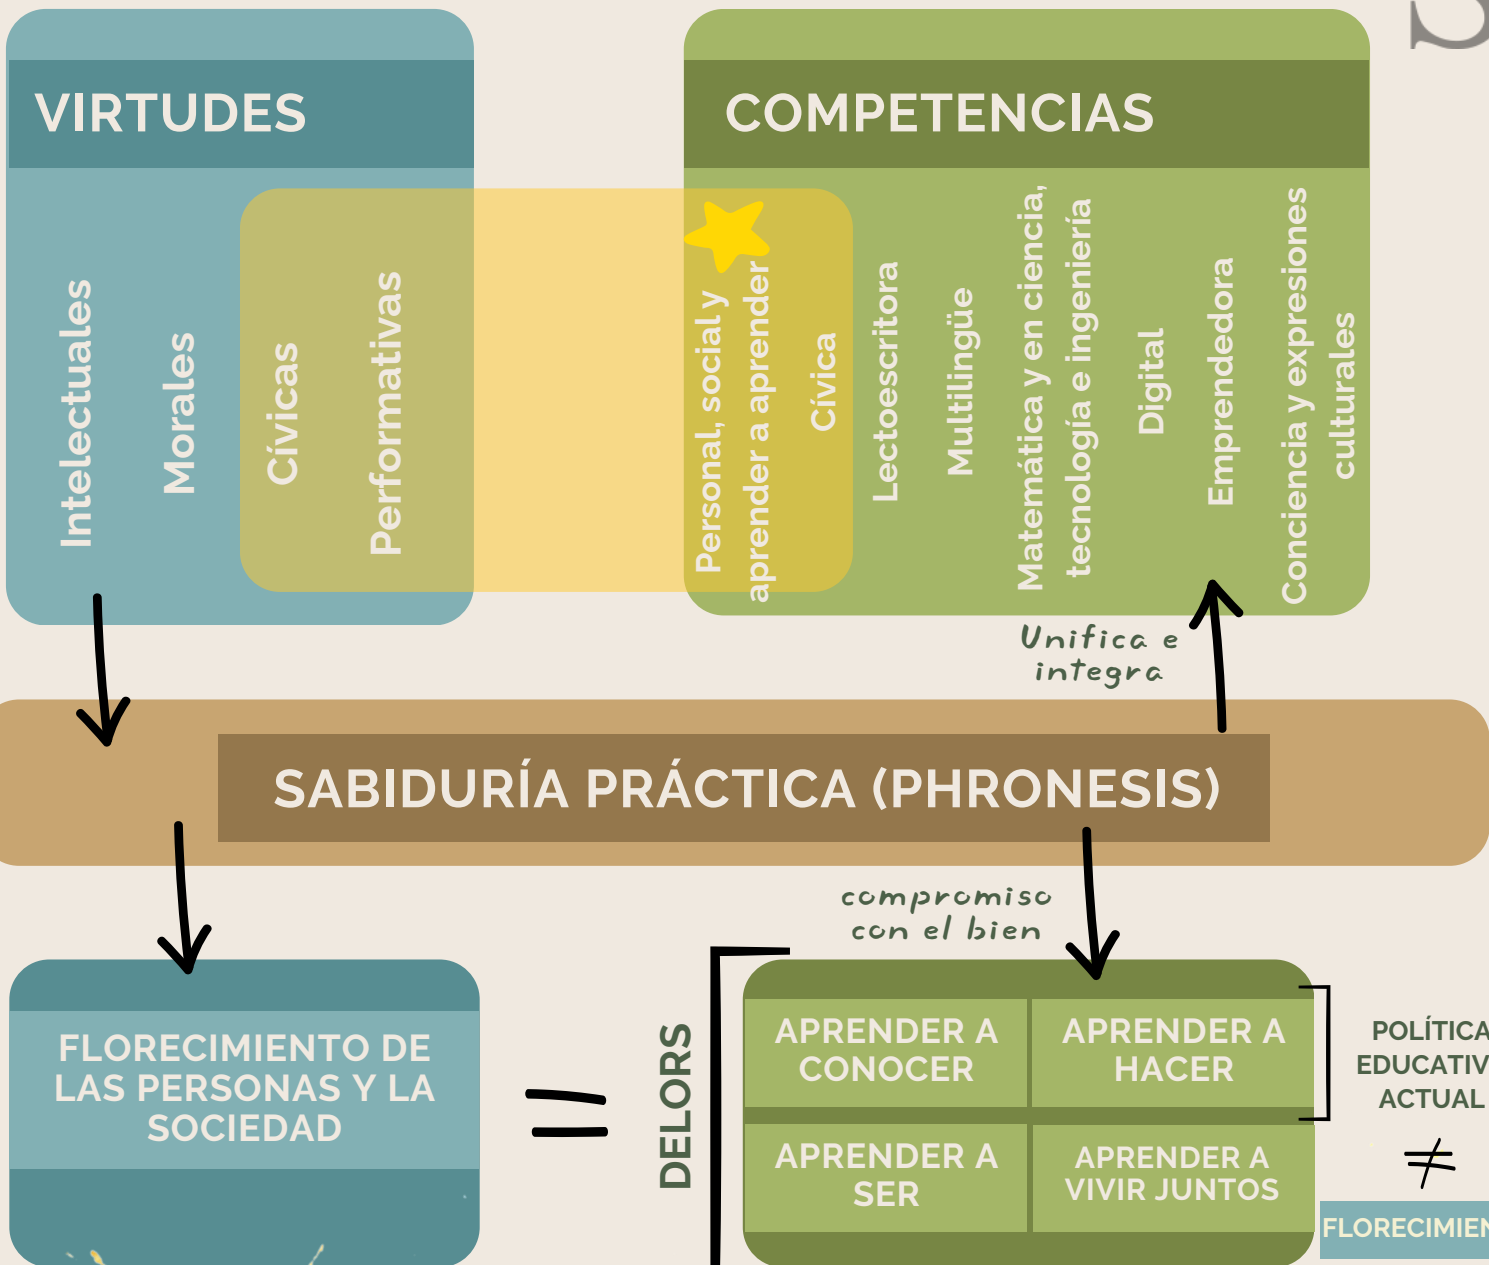 VIRTUDES
Intelectuales
Morales
Cívicas
Performativas
COMPETENCIAS
Personal, social y
aprender a aprender
Cívica
Lectoescritora
Multilingüe
Matemática y en ciencia,
tecnología e ingeniería
Digital
Emprendedora
Conciencia y expresiones
culturales
Unifica e
integra
SABIDURÍA PRÁCTICA (PHRONESIS)
compromiso
con el bien
FLORECIMIENTO DE
LAS PERSONAS Y LA
SOCIEDAD
=
DELORS
APRENDER A
CONOCER
APRENDER A
HACER
APRENDER A
SER
APRENDER A
VIVIR JUNTOS
POLÍTICA
EDUCATIV
ACTUAL
≠
FLORECIMIEN